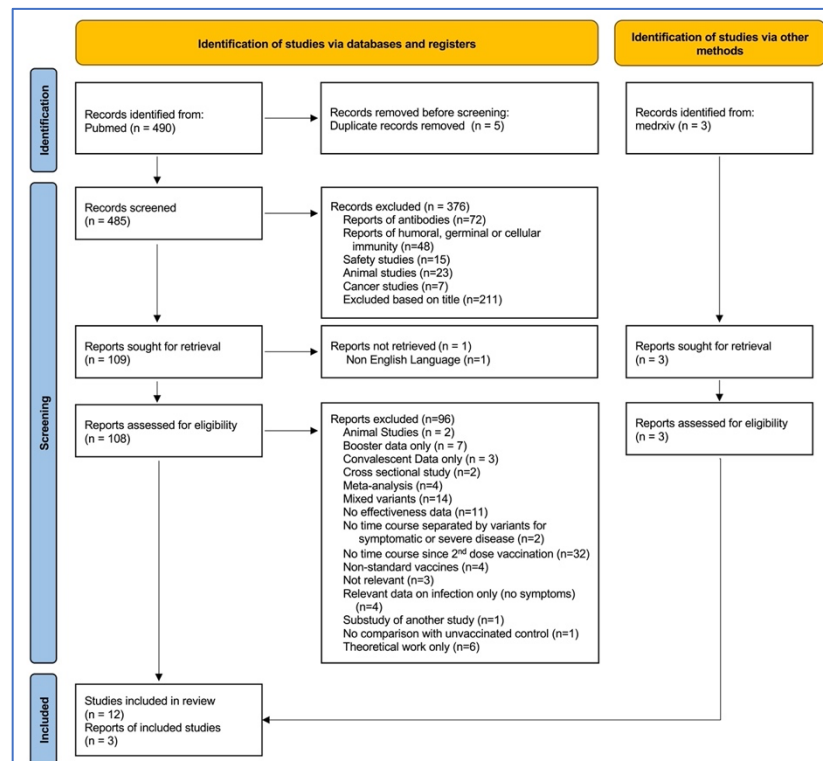 Identification of studies via databases and registers
Identification of studies via other
methods
Identification
Records identified from:
Pubmed (n = 490)
Records removed before screening:
Duplicate records removed (n = 5)
Records identified from:
medrxiv (n = 3)
Screening
Records screened
(n = 485)
Records excluded (n = 376)
Reports of antibodies (n=72)
Reports of humoral, germinal or cellular
immunity (n=48)
Safety studies (n=15)
Animal studies (n=23)
Cancer studies (n=7)
Excluded based on title (n=211)
Reports sought for retrieval
(n = 109)
Reports not retrieved (n = 1)
Non English Language (n=1)
Reports sought for retrieval
(n = 3)
Reports assessed for eligibility
(n = 108)
Reports excluded (n=96)
Animal Studies (n = 2)
Booster data only (n = 7)
Convalescent Data only (n = 3)
Cross sectional study (n=2)
Meta-analysis (n=4)
Mixed variants (n=14)
No effectiveness data (n=11)
No time course separated by variants for
symptomatic or severe disease (n=2)
No time course since 2nd dose vaccination (n=32)
Non-standard vaccines (n=4)
Not relevant (n=3)
Relevant data on infection only (no symptoms)
(n=4)
Substudy of another study (n=1)
No comparison with unvaccinated control (n=1)
Theoretical work only (n=6)
Reports assessed for eligibility
(n = 3)
Included
Studies included in review
(n = 12)
Reports of included studies
(n = 3)